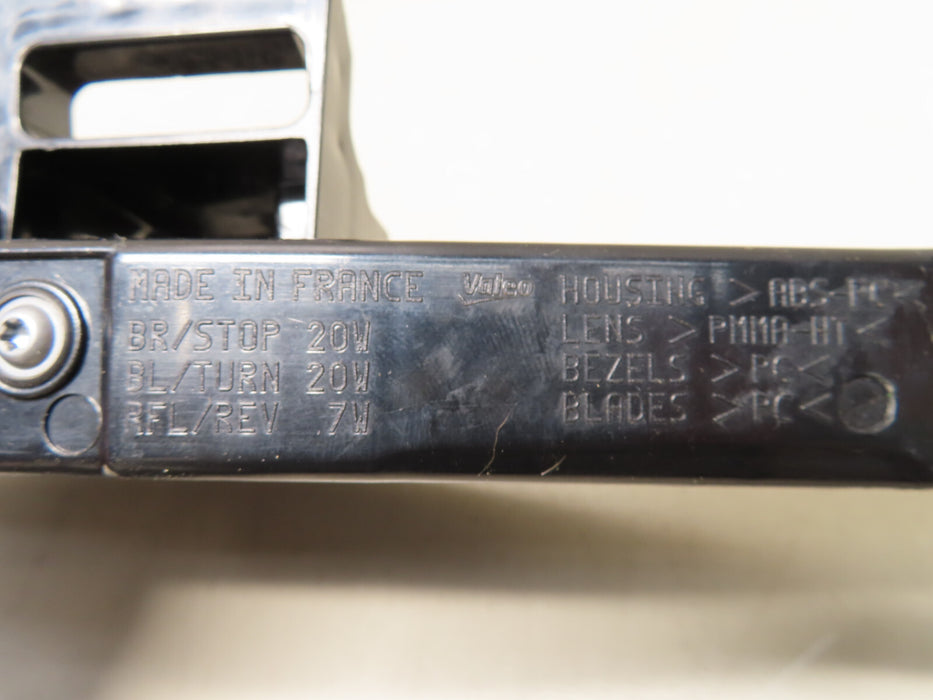 MADE IN FRANCE Valeo HOUSING >ABS-PC<
BR/STOP 20W LENS >PMMA-HT<
BL/TURN 20W BEZELS >PC<
RFL/REV 7W BLADES >PC<